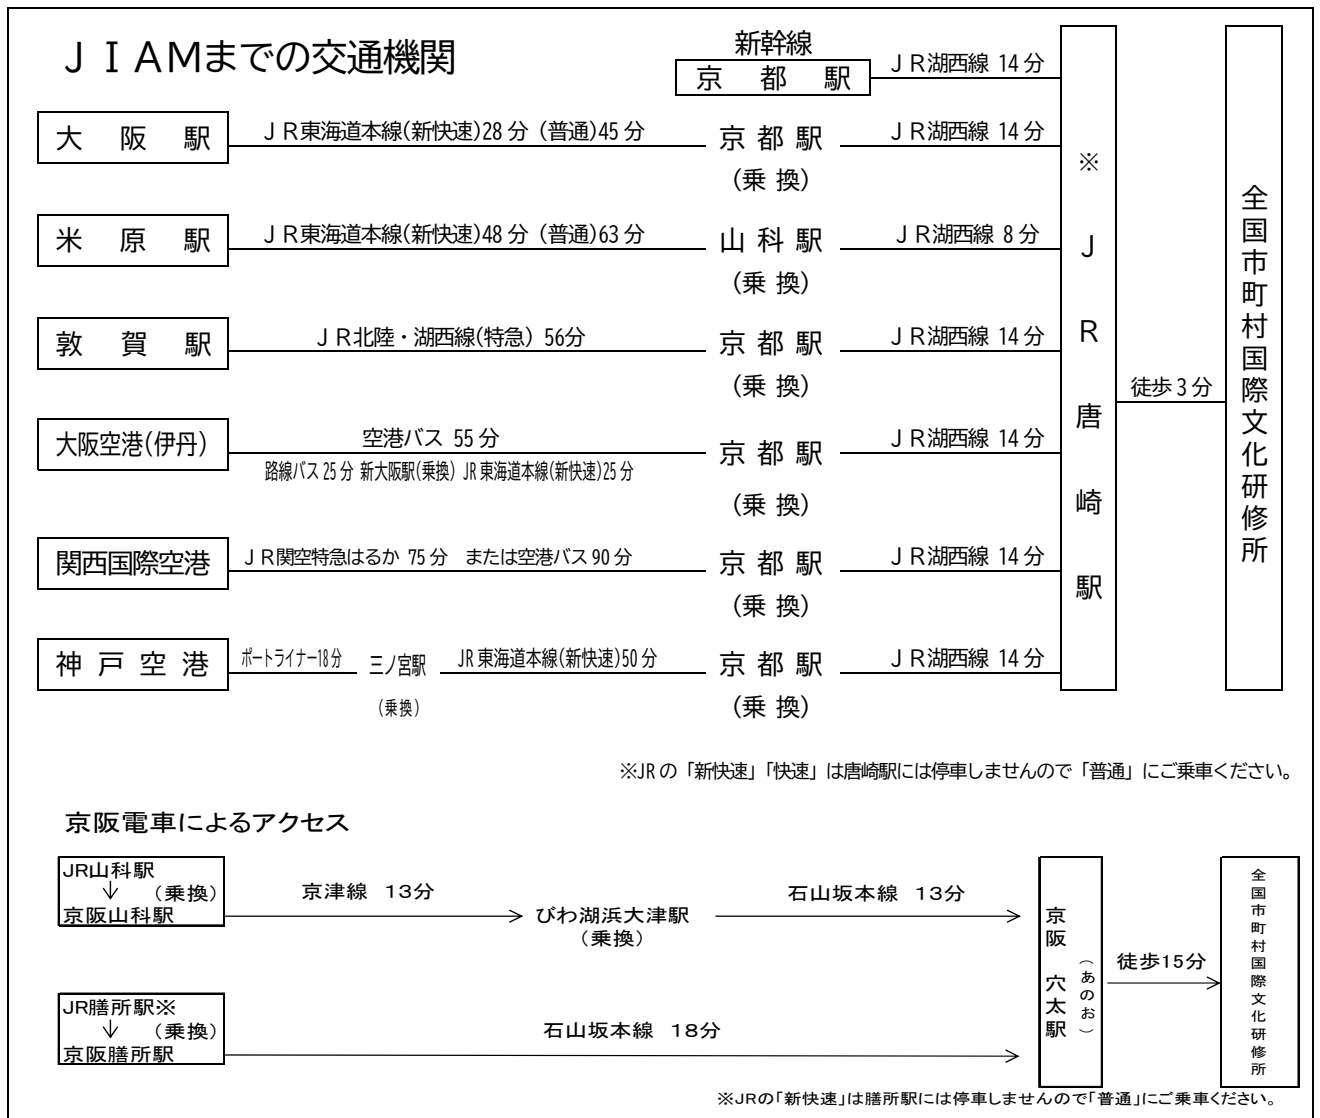 ＪＩＡＭまでの交通機関
新幹線
京都駅 ＪＲ湖西線 14分
大阪駅 ＪＲ東海道本線(新快速)28分（普通)45分 京都駅 ＪＲ湖西線 14分
(乗換)
米原駅 ＪＲ東海道本線(新快速)48分（普通)63分 山科駅 ＪＲ湖西線 8分
(乗換)
敦賀駅 ＪＲ北陸・湖西線(特急) 56分 京都駅 ＪＲ湖西線 14分
(乗換)
大阪空港(伊丹) 空港バス 55分 京都駅 ＪＲ湖西線 14分
路線バス25分 新大阪駅(乗換) JR東海道本線(新快速)25分
(乗換)
関西国際空港 ＪＲ関空特急はるか 75分　または空港バス90分 京都駅 ＪＲ湖西線 14分
(乗換)
神戸空港 ポートライナー18分 三ノ宮駅 JR東海道本線(新快速)50分 京都駅 ＪＲ湖西線 14分
(乗換) (乗換)
※ＪＲ唐崎駅
徒歩3分
全国市町村国際文化研修所
※JRの「新快速」「快速」は唐崎駅には停車しませんので「普通」にご乗車ください。
京阪電車によるアクセス
JR山科駅
↓ (乗換)
京阪山科駅
京津線 13分
びわ湖浜大津駅
(乗換)
石山坂本線 13分
JR膳所駅※
↓ (乗換)
京阪膳所駅
石山坂本線 18分
京阪 穴太駅
(あのお)
徒歩15分
全国市町村国際文化研修所
※JRの「新快速」は膳所駅には停車しませんので「普通」にご乗車ください。